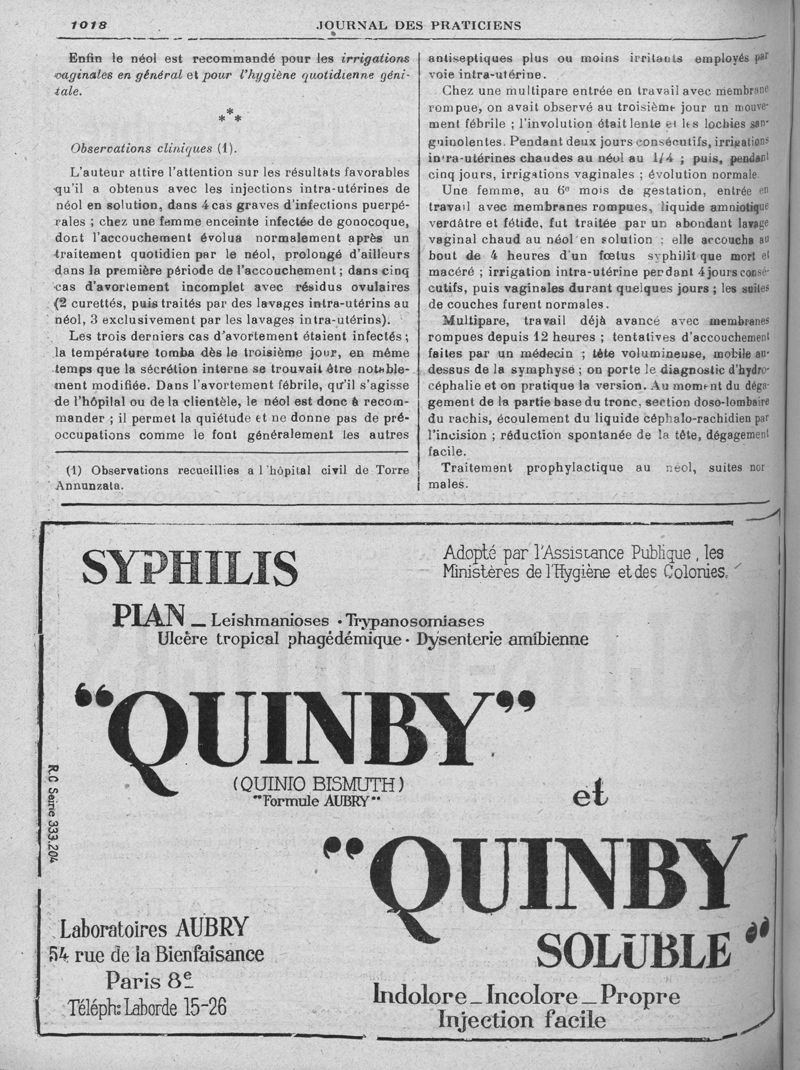 1018
JOURNAL DES PRATICIENS
Enfin le néol est recommandé pour les irrigations
vaginales en général et pour l'hygiène quotidienne géni-
tale.
*
* *
Observations cliniques (1).
L'auteur attire l'attention sur les résultats favorables
qu'il a obtenus avec les injections intra-utérines de
néol en solution, dans 4 cas graves d'infections puerpé-
rales ; chez une femme enceinte infectée de gonocoque,
dont l'accouchement évolua normalement après un
traitement quotidien par le néol, prolongé d'ailleurs
dans la première période de l'accouchement ; dans cinq
cas d'avortement incomplet avec résidus ovulaires
(2 curettés, puis traités par des lavages intra-utérins au
néol, 3 exclusivement par les lavages intra-utérins).
Les trois derniers cas d'avortement étaient infectés ;
la température tomba dès le troisième jour, en même
temps que la sécrétion interne se trouvait être notable-
ment modifiée. Dans l'avortement fébrile, qu'il s'agisse
de l'hôpital ou de la clientèle, le néol est donc à recom-
mander ; il permet la quiétude et ne donne pas de pré-
occupations comme le font généralement les autres
(1) Observations recueillies a l'hôpital civil de Torre
Annunzata.
antiseptiques plus ou moins irritants employés par
voie intra-utérine.
Chez une multipare entrée en travail avec membrane
rompue, on avait observé au troisième jour un mouve-
ment fébrile ; l'involution était lente et les lochies san-
guinolentes. Pendant deux jours consécutifs, irrigations
intra-utérines chaudes au néol au 1/4 ; puis, pendant
cinq jours, irrigations vaginales ; évolution normale.
Une femme, au 6e mois de gestation, entrée en
travail avec membranes rompues, liquide amniotique
verdâtre et fétide, fut traitée par un abondant lavage
vaginal chaud au néol en solution ; elle accoucha au
bout de 4 heures d'un fœtus syphilitique mort et
macéré ; irrigation intra-utérine perdant 4 jours consé-
cutifs, puis vaginales durant quelques jours ; les suites
de couches furent normales.
Multipare, travail déjà avancé avec membranes
rompues depuis 12 heures ; tentatives d'accouchement
faites par un médecin ; tête volumineuse, mobile au-
dessus de la symphyse ; on porte le diagnostic d'hydro-
céphalie et on pratique la version. Au moment du déga-
gement de la partie base du tronc, section doso-lombaire
du rachis, écoulement du liquide céphalo-rachidien par
l'incision ; réduction spontanée de la tête, dégagement
facile.
Traitement prophylactique au néol, suites nor
males.
SYPHILIS
Adopté par l'Assistance Publique, les
Ministères de l'Hygiène et des Colonies.
PIAN _ Leishmanioses · Trypanosomiases
Ulcère tropical phagédémique · Dysenterie amibienne
"QUINBY"
(QUINIO BISMUTH)
"Formule AUBRY"
et
"QUINBY
SOLUBLE"
R.C Seine 333.204
Laboratoires AUBRY
54 rue de la Bienfaisance
Paris 8e
Téléph: Laborde 15-26
Indolore _ Incolore _ Propre
Injection facile